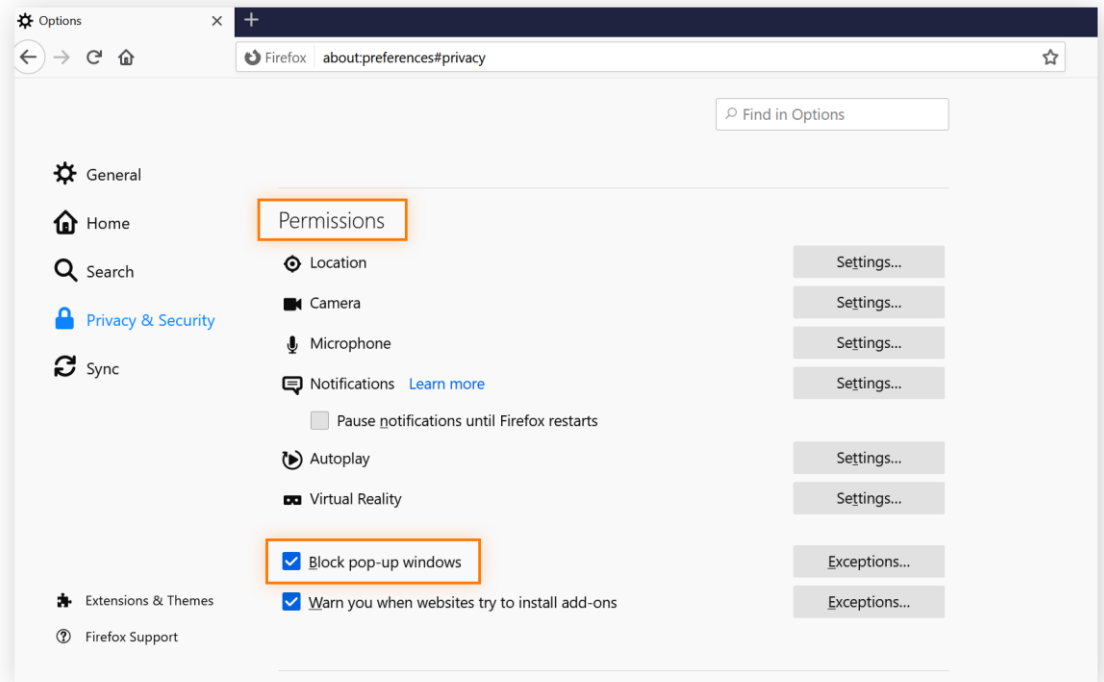 Options
Firefox about:preferences#privacy
Find in Options
General
Home
Search
Privacy & Security
Sync
Extensions & Themes
Firefox Support
Permissions
Location Settings...
Camera Settings...
Microphone Settings...
Notifications Learn more Settings...
Pause notifications until Firefox restarts
Autoplay Settings...
Virtual Reality Settings...
Block pop-up windows Exceptions...
Warn you when websites try to install add-ons Exceptions...